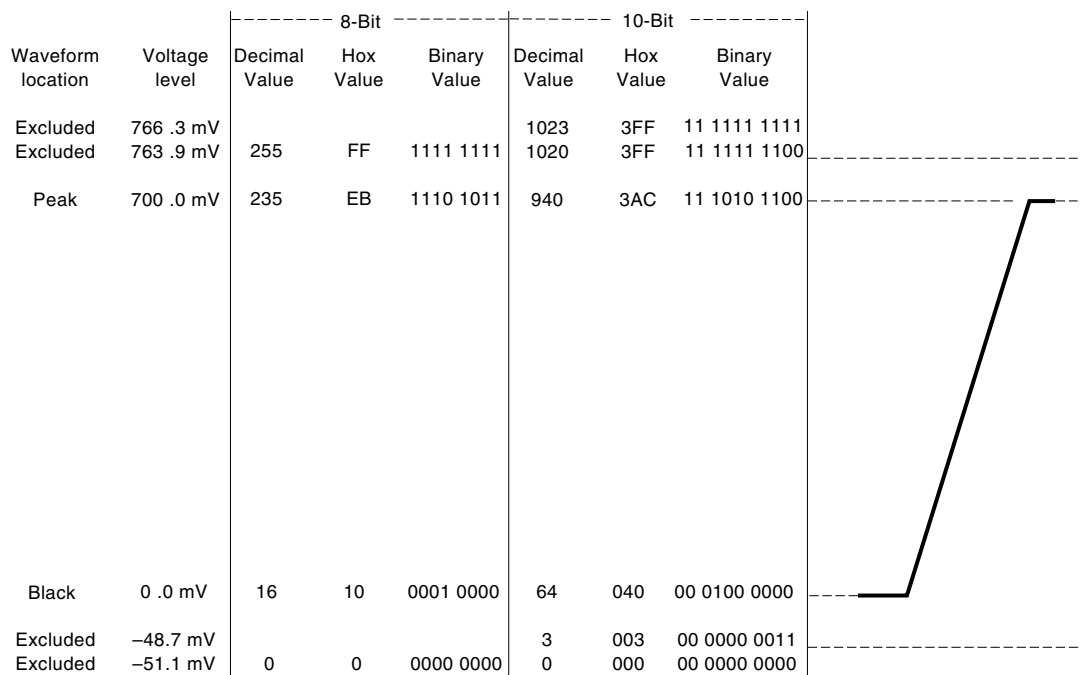 8-Bit 10-Bit
Waveform Voltage Decimal Hox Binary Decimal Hox Binary
location level Value Value Value Value Value Value
Excluded 766 .3 mV 1023 3FF 11 1111 1111
Excluded 763 .9 mV 255 FF 1111 1111 1020 3FF 11 1111 1100
Peak 700 .0 mV 235 EB 1110 1011 940 3AC 11 1010 1100
Black 0 .0 mV 16 10 0001 0000 64 040 00 0100 0000
Excluded –48.7 mV 3 003 00 0000 0011
Excluded –51.1 mV 0 0 0000 0000 0 000 00 0000 0000